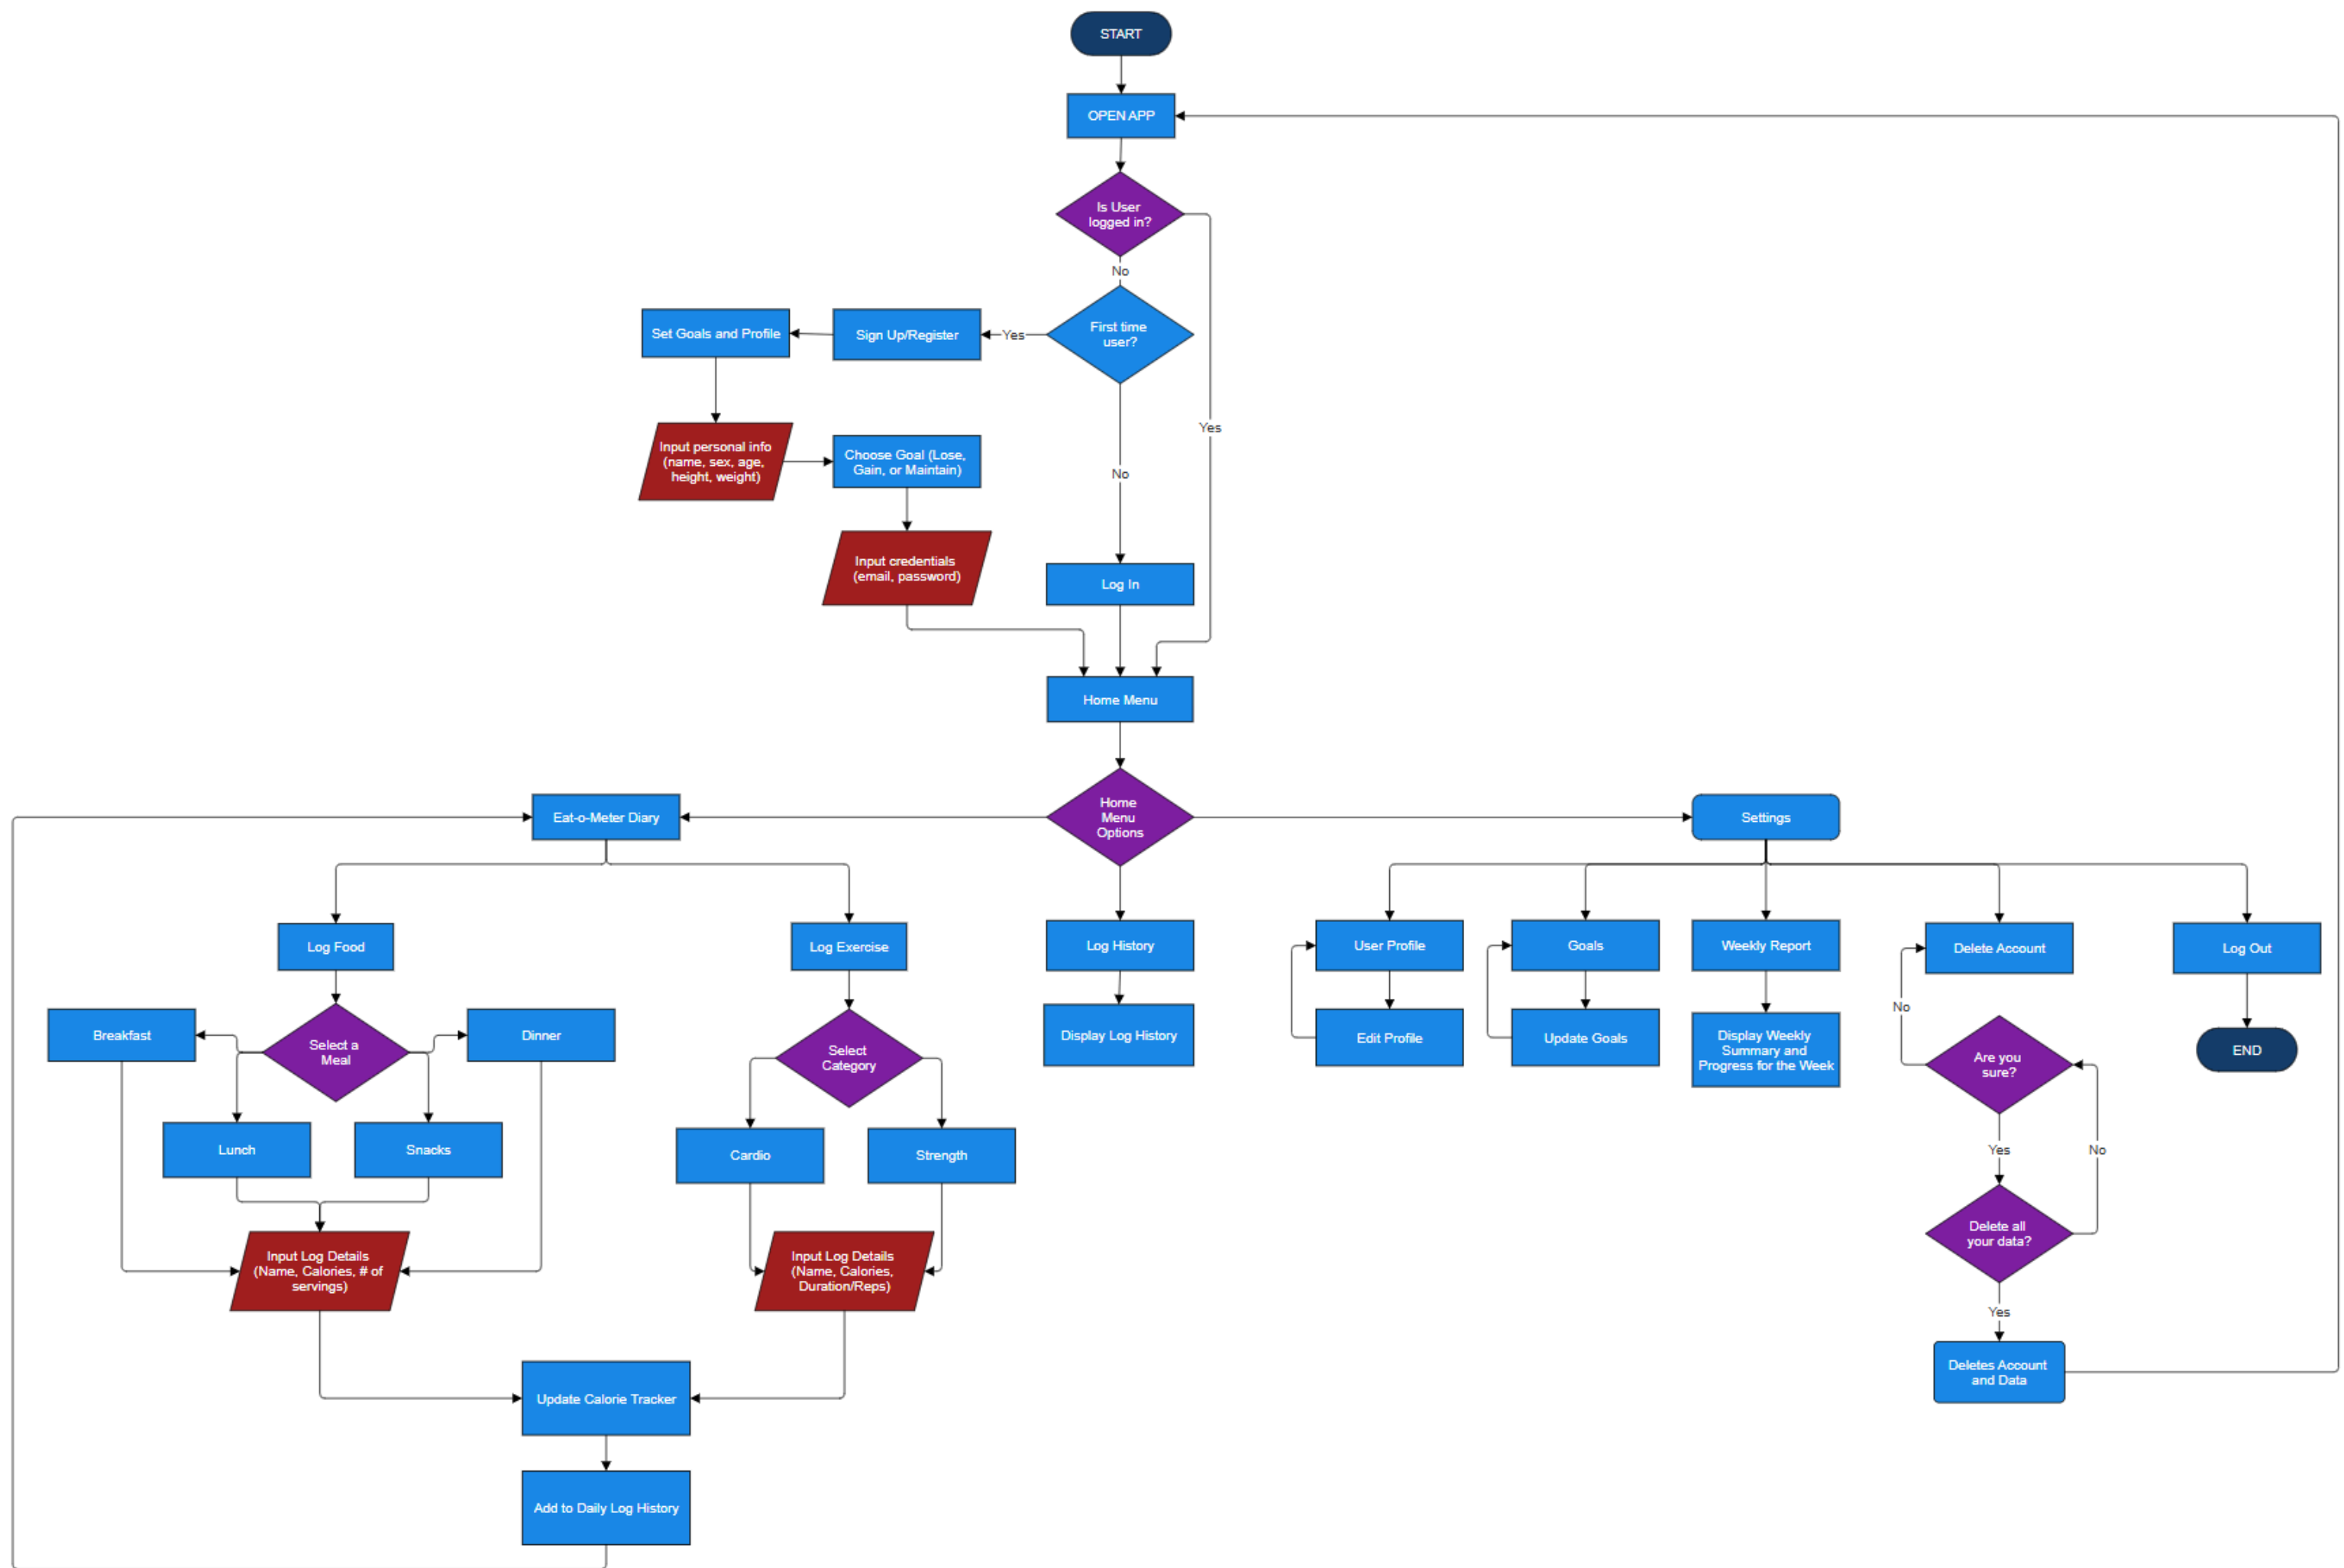 START
OPEN APP
Is User
logged in?
No
Set Goals and Profile
Sign Up/Register
Yes
First time
user?
Yes
Input personal info
(name, sex, age,
height, weight)
Choose Goal (Lose,
Gain, or Maintain)
No
Input credentials
(email, password)
Log In
Home Menu
Eat-o-Meter Diary
Home
Menu
Options
Settings
Log Food
Log Exercise
Log History
User Profile
Goals
Weekly Report
Delete Account
Log Out
Breakfast
Select a
Meal
Dinner
Select
Category
Display Log History
Edit Profile
Update Goals
Display Weekly
Summary and
Progress for the Week
No
Are you
sure?
END
Lunch
Snacks
Cardio
Strength
Yes
No
Input Log Details
(Name, Calories, # of
servings)
Input Log Details
(Name, Calories,
Duration/Reps)
Delete all
your data?
Yes
Update Calorie Tracker
Deletes Account
and Data
Add to Daily Log History